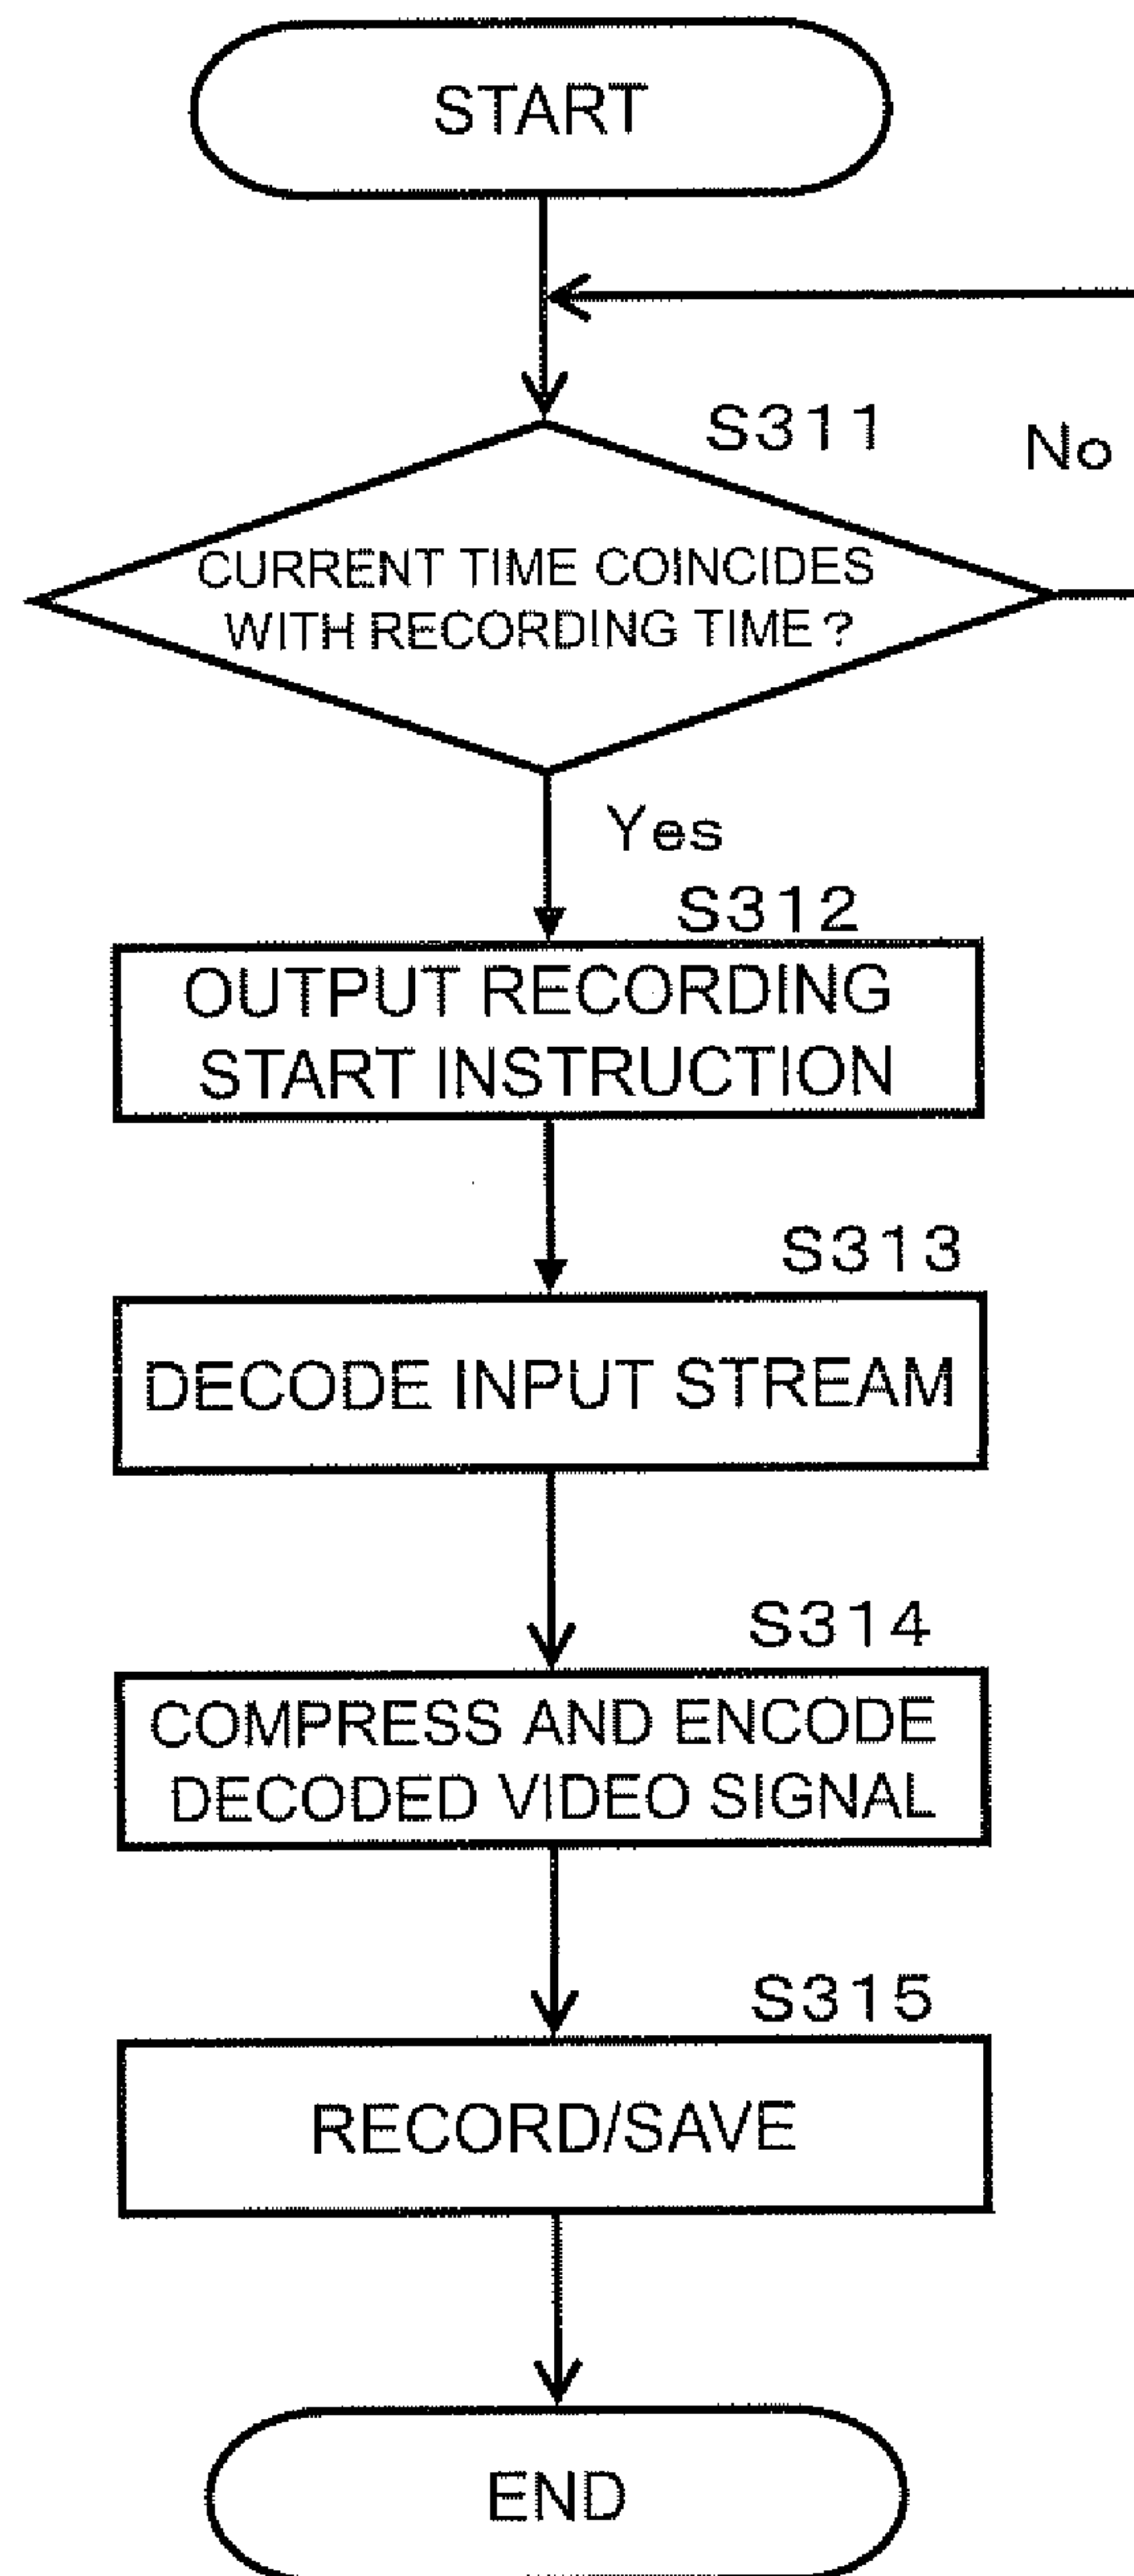 START
S311
No
CURRENT TIME COINCIDES
WITH RECORDING TIME ?
Yes
S312
OUTPUT RECORDING
START INSTRUCTION
S313
DECODE INPUT STREAM
S314
COMPRESS AND ENCODE
DECODED VIDEO SIGNAL
S315
RECORD/SAVE
END